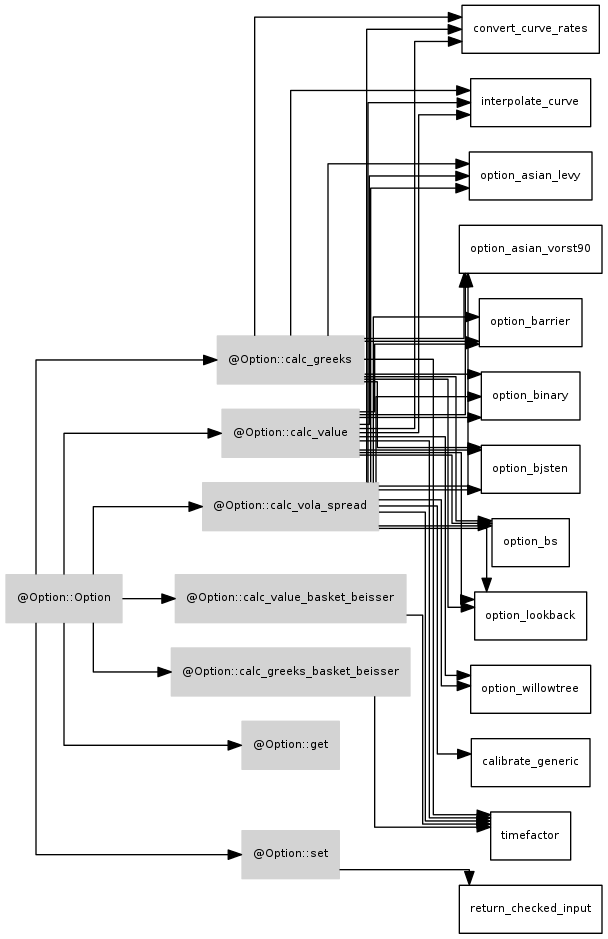 convert_curve_rates
interpolate_curve
option_asian_levy
option_asian_vorst90
option_barrier
@Option::calc_greeks
option_binary
@Option::calc_value
option_bjsten
@Option::calc_vola_spread
option_bs
@Option::Option
@Option::calc_value_basket_beisser
option_lookback
@Option::calc_greeks_basket_beisser
option_willowtree
@Option::get
calibrate_generic
timefactor
@Option::set
return_checked_input